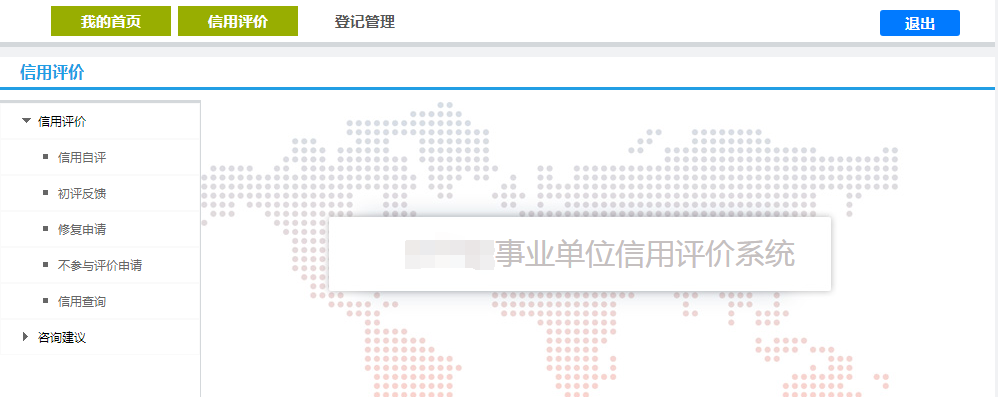 我的首页 信用评价 登记管理 退出
信用评价
信用评价
信用自评
初评反馈
修复申请
不参与评价申请
信用查询
咨询建议
事业单位信用评价系统